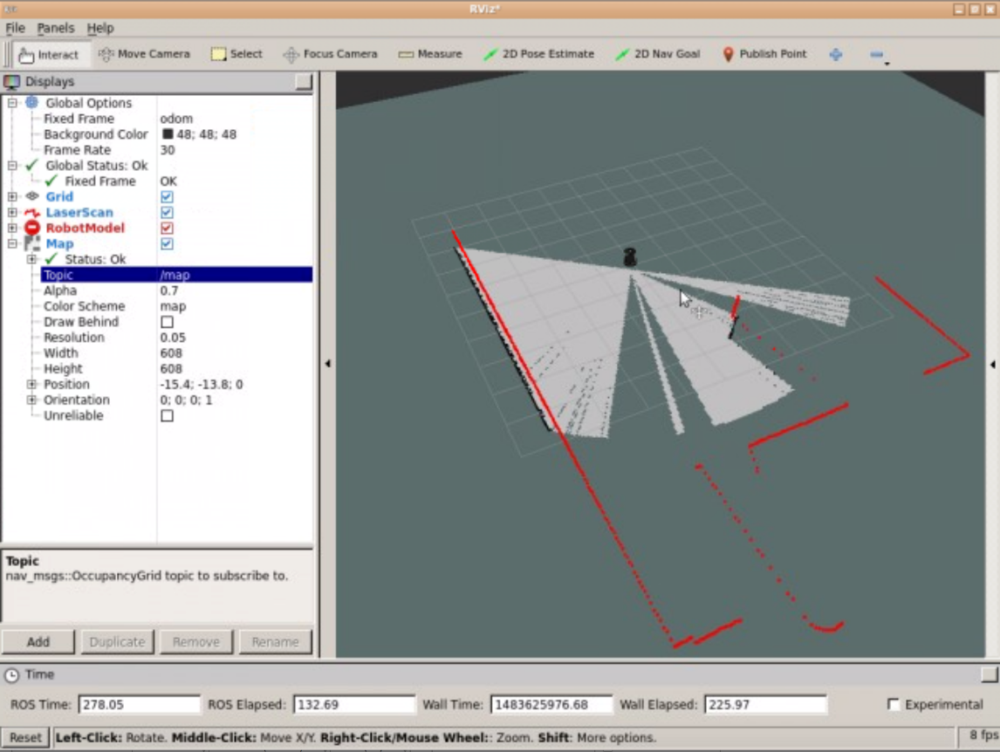 RViz*
File Panels Help
Interact Move Camera Select Focus Camera Measure 2D Pose Estimate 2D Nav Goal Publish Point
Displays
Global Options
Fixed Frame odom
Background Color 48; 48; 48
Frame Rate 30
Global Status: Ok
Fixed Frame OK
Grid
LaserScan
RobotModel
Map
Status: Ok
Topic /map
Alpha 0.7
Color Scheme map
Draw Behind
Resolution 0.05
Width 608
Height 608
Position -15.4; -13.8; 0
Orientation 0; 0; 0; 1
Unreliable
Topic
nav_msgs::OccupancyGrid topic to subscribe to.
Add Duplicate Remove Rename
Time
ROS Time: 278.05 ROS Elapsed: 132.69 Wall Time: 1483625976.68 Wall Elapsed: 225.97 Experimental
Reset Left-Click: Rotate. Middle-Click: Move X/Y. Right-Click/Mouse Wheel:: Zoom. Shift: More options. 8 fps